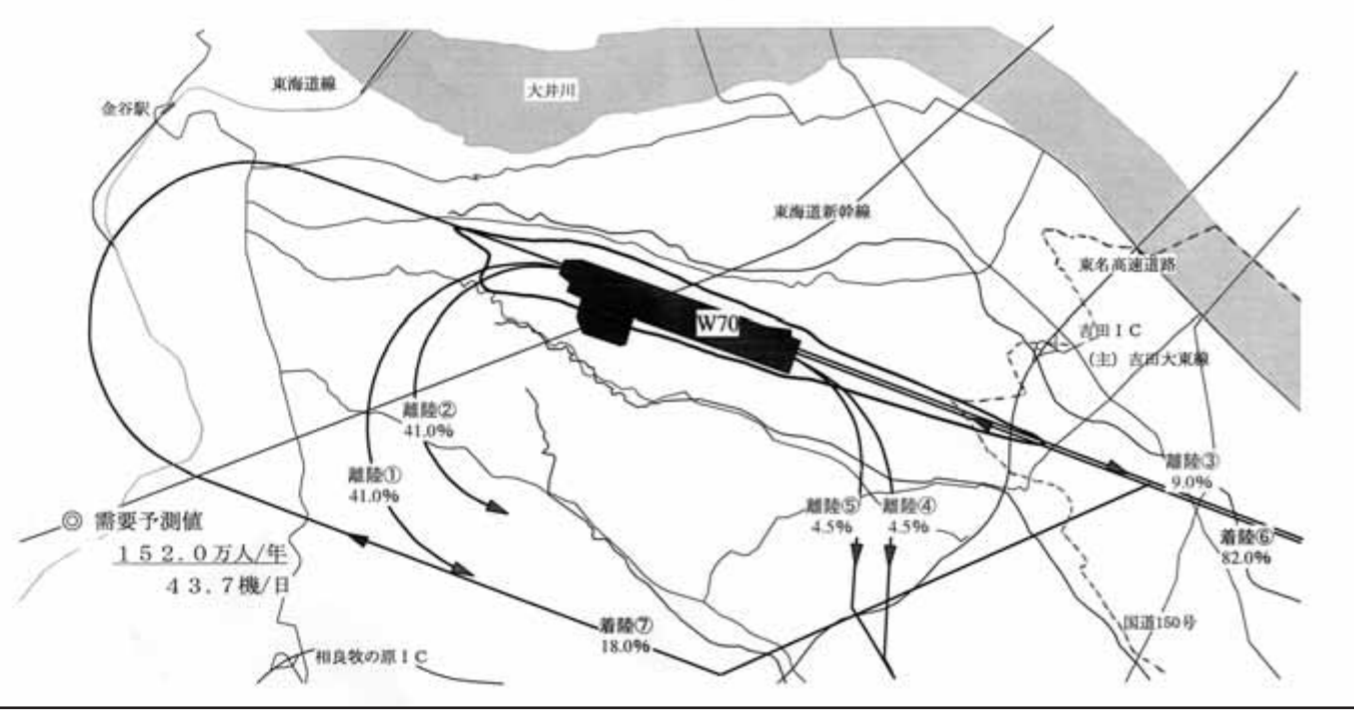 東海道線
金谷駅
大井川
東海道新幹線
東名高速道路
吉田IC
(主)吉田大東線
W70
離陸②
41.0%
離陸①
41.0%
離陸③
9.0%
離陸⑤
4.5%
離陸④
4.5%
着陸⑥
82.0%
◎ 需要予測値
152.0万人/年
43.7機/日
着陸⑦
18.0%
国道150号
相良牧の原IC